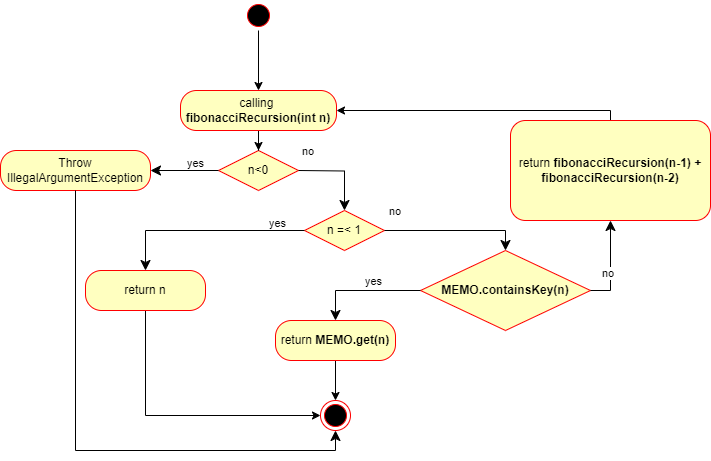 calling
fibonacciRecursion(int n)
Throw
IllegalArgumentException
yes
n<0
no
n =< 1
yes
no
return n
MEMO.containsKey(n)
yes
no
return MEMO.get(n)
return fibonacciRecursion(n-1) +
fibonacciRecursion(n-2)